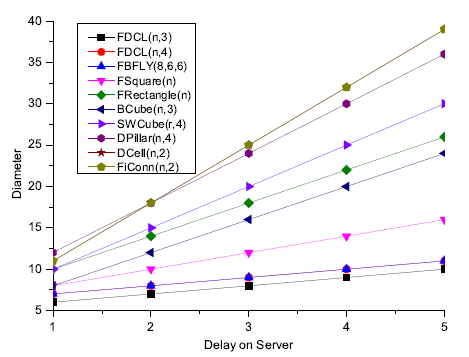 40
35
30
25
20
15
10
5
Diameter
FDCL(n,3)
FDCL(n,4)
FBFLY(8,6,6)
FSquare(n)
FRectangle(n)
BCube(n,3)
SWCube(r,4)
DPillar(n,4)
DCell(n,2)
FiConn(n,2)
1
2
3
4
5
Delay on Server